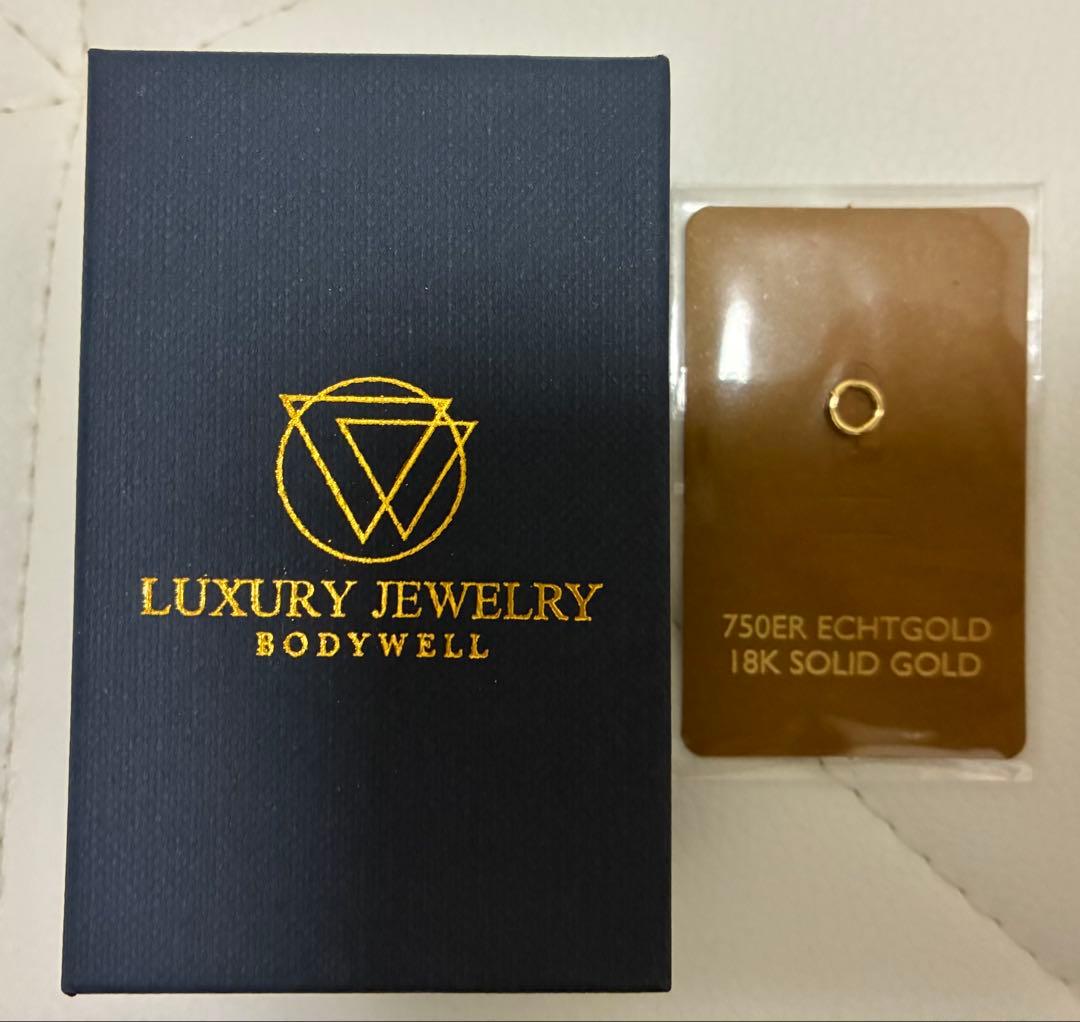 LUXURY JEWELRY
BODYWELL
750ER ECHTGOLD
18K SOLID GOLD